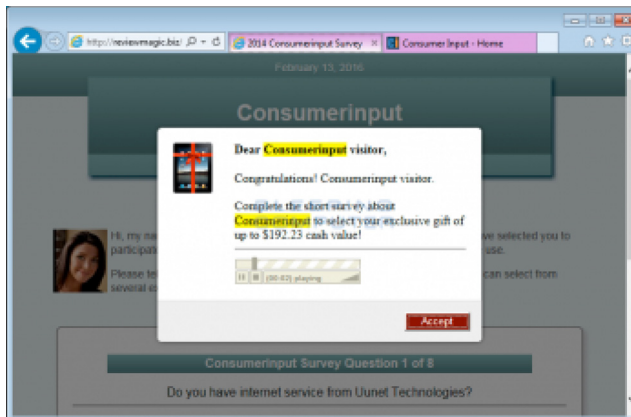 http://reviewmagic.biz/
2014 Consumerinput Survey
Consumer Input - Home
February 13, 2016
Consumerinput
Dear Consumerinput visitor,
Congratulations! Consumerinput visitor.
Complete the short survey about
Consumerinput to select your exclusive gift of
up to $192.23 cash value!
(00:02) playing
Accept
Hi, my na
ve selected you to
participat
use.
Please te
can select from
several e
Consumerinput Survey Question 1 of 8
Do you have internet service from Uunet Technologies?